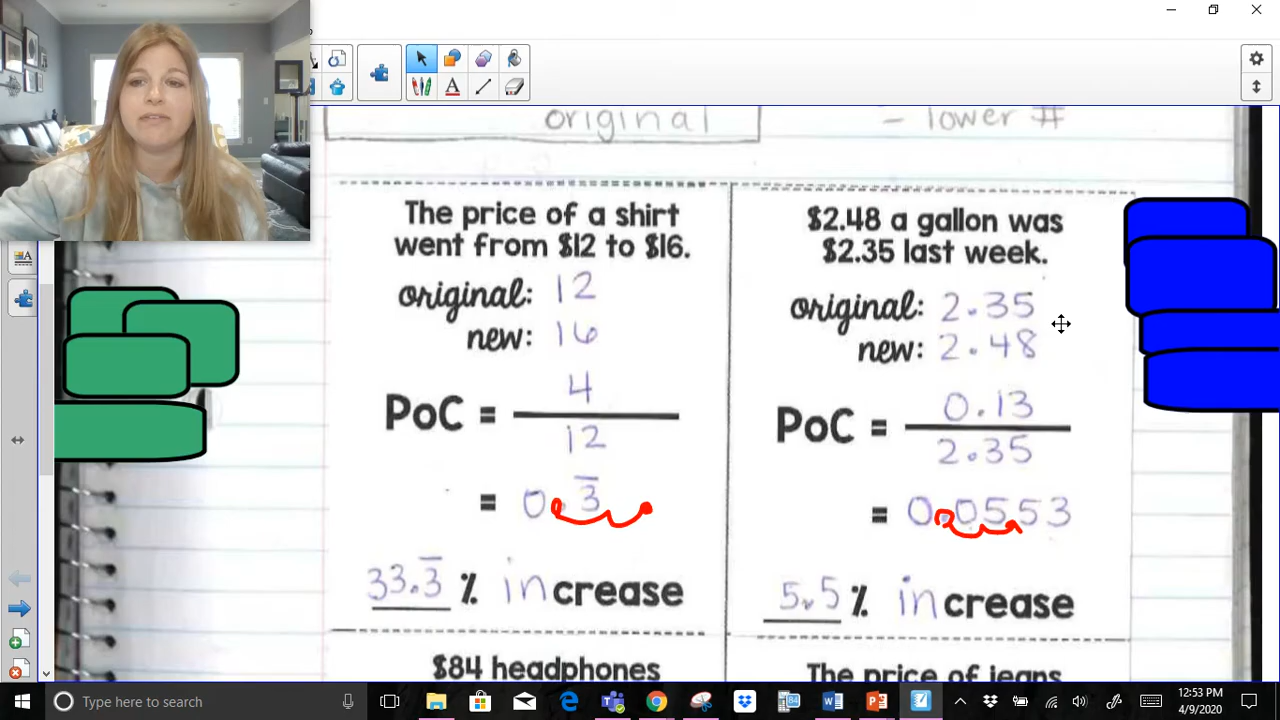 original
- lower #
The price of a shirt
went from $12 to $16.
original: 12
new: 16
PoC = 4
12
= 0.3̅
33.3̅ % increase
$84 headphones
$2.48 a gallon was
$2.35 last week.
original: 2.35
new: 2.48
PoC = 0.13
2.35
= 0.0553
5.5 % increase
The price of jeans
Type here to search
12:53 PM
4/9/2020